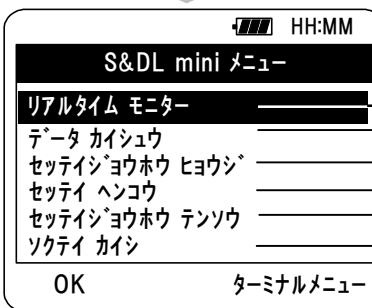 HH:MM
S&DL mini ﾒﾆｭｰ
ﾘｱﾙﾀｲﾑ ﾓﾆﾀｰ
ﾃﾞｰﾀ ｶｲｼｭｳ
ｾｯﾃｲｼﾞｮｳﾎｳ ﾋｮｳｼﾞ
ｾｯﾃｲ ﾍﾝｺｳ
ｾｯﾃｲｼﾞｮｳﾎｳ ﾃﾝｿｳ
ｿｸﾃｲ ｶｲｼ
OK ﾀｰﾐﾅﾙﾒﾆｭｰ